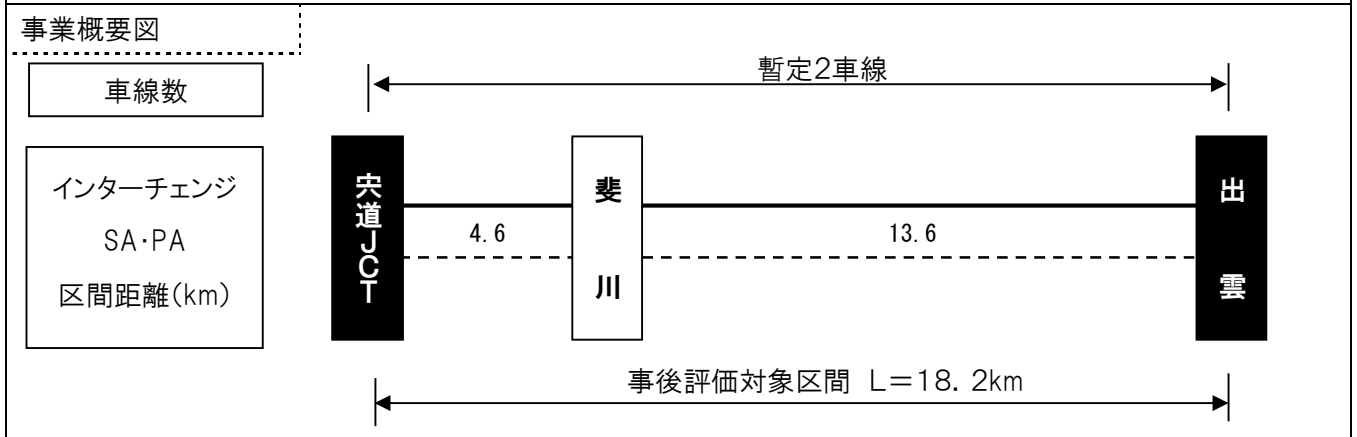 事業概要図
車線数
暫定2車線
インターチェンジ
SA・PA
区間距離(km)
宍道JCT
4.6
斐川
13.6
出雲
事後評価対象区間 L=18.2km